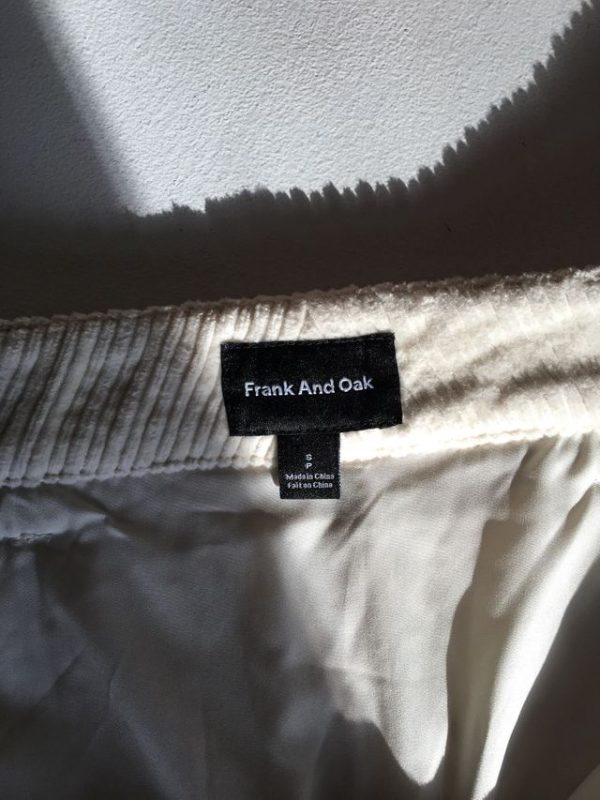 Frank And Oak
S
P
Made in China
Fait en Chine